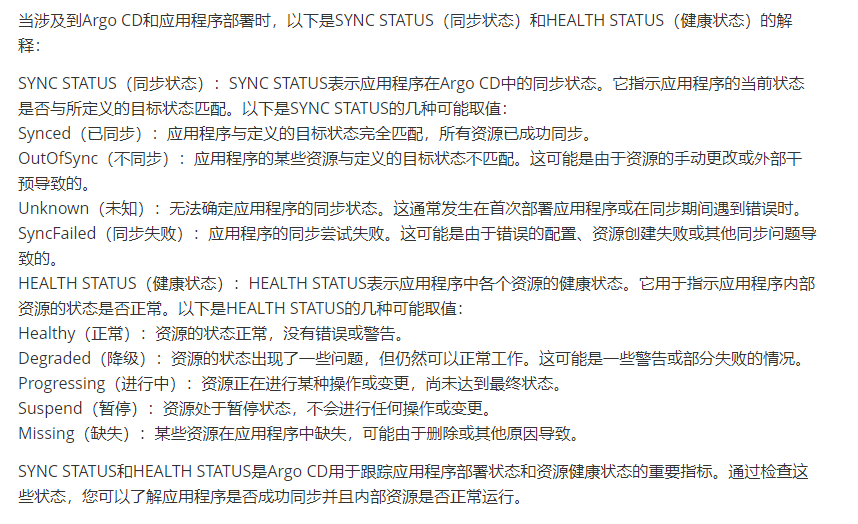 当涉及到Argo CD和应用程序部署时，以下是SYNC STATUS（同步状态）和HEALTH STATUS（健康状态）的解
释：
SYNC STATUS（同步状态）：SYNC STATUS表示应用程序在Argo CD中的同步状态。它指示应用程序的当前状态
是否与所定义的目标状态匹配。以下是SYNC STATUS的几种可能取值：
Synced（已同步）：应用程序与定义的目标状态完全匹配，所有资源已成功同步。
OutOfSync（不同步）：应用程序的某些资源与定义的目标状态不匹配。这可能是由于资源的手动更改或外部干
预导致的。
Unknown（未知）：无法确定应用程序的同步状态。这通常发生在首次部署应用程序或在同步期间遇到错误时。
SyncFailed（同步失败）：应用程序的同步尝试失败。这可能是由于错误的配置、资源创建失败或其他同步问题导
致的。
HEALTH STATUS（健康状态）：HEALTH STATUS表示应用程序中各个资源的健康状态。它用于指示应用程序内部
资源的状态是否正常。以下是HEALTH STATUS的几种可能取值：
Healthy（正常）：资源的状态正常，没有错误或警告。
Degraded（降级）：资源的状态出现了一些问题，但仍然可以正常工作。这可能是一些警告或部分失败的情况。
Progressing（进行中）：资源正在进行某种操作或变更，尚未达到最终状态。
Suspend（暂停）：资源处于暂停状态，不会进行任何操作或变更。
Missing（缺失）：某些资源在应用程序中缺失，可能由于删除或其他原因导致。
SYNC STATUS和HEALTH STATUS是Argo CD用于跟踪应用程序部署状态和资源健康状态的重要指标。通过检查这
些状态，您可以了解应用程序是否成功同步并且内部资源是否正常运行。